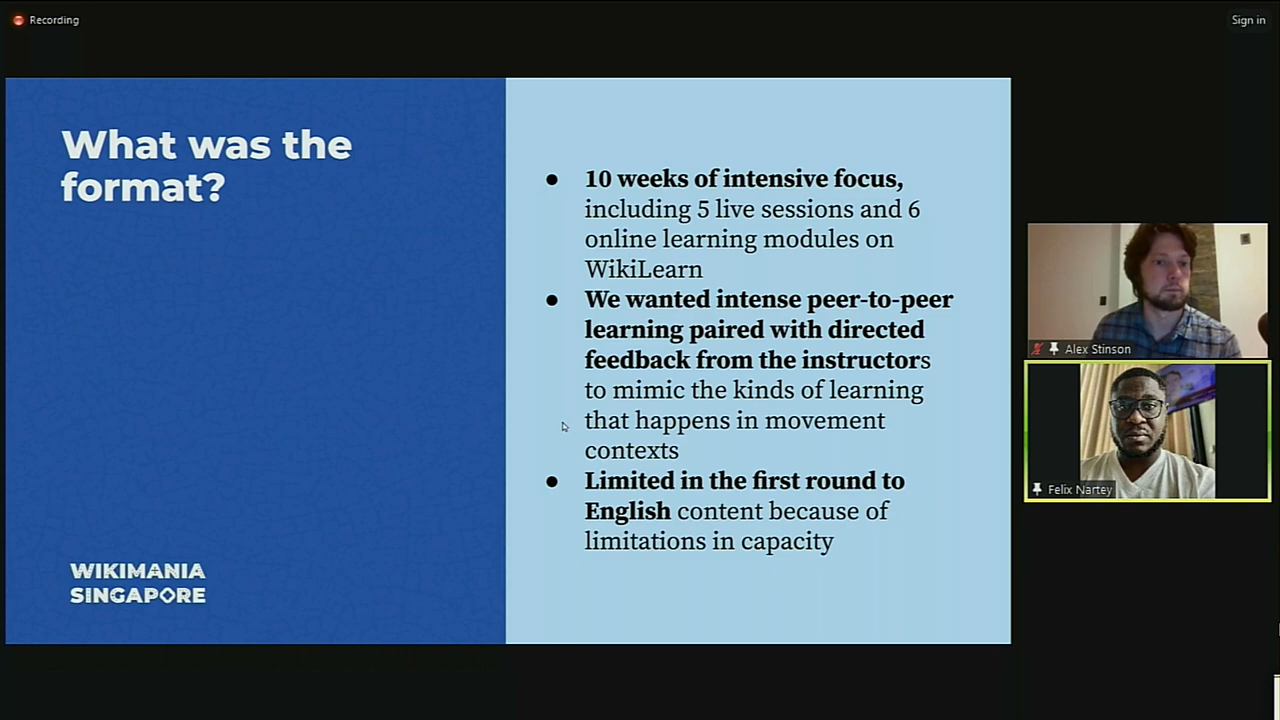 Recording
Sign in
What was the
format?
● 10 weeks of intensive focus,
including 5 live sessions and 6
online learning modules on
WikiLearn
● We wanted intense peer-to-peer
learning paired with directed
feedback from the instructors
to mimic the kinds of learning
that happens in movement
contexts
● Limited in the first round to
English content because of
limitations in capacity
WIKIMANIA
SINGAPORE
Alex Stinson
Felix Nartey